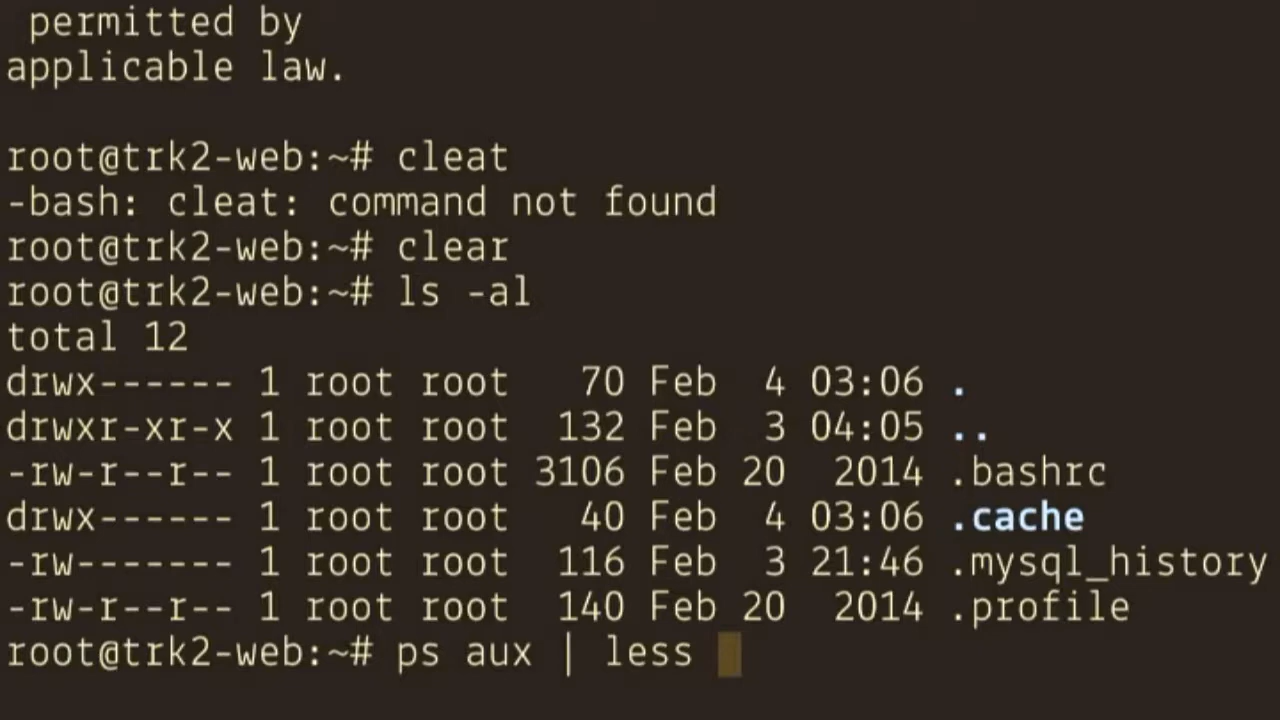 permitted by
applicable law.
root@trk2-web:~# cleat
-bash: cleat: command not found
root@trk2-web:~# clear
root@trk2-web:~# ls -al
total 12
drwx------ 1 root root   70 Feb  4 03:06 .
drwxr-xr-x 1 root root  132 Feb  3 04:05 ..
-rw-r--r-- 1 root root 3106 Feb 20  2014 .bashrc
drwx------ 1 root root   40 Feb  4 03:06 .cache
-rw------- 1 root root  116 Feb  3 21:46 .mysql_history
-rw-r--r-- 1 root root  140 Feb 20  2014 .profile
root@trk2-web:~# ps aux | less